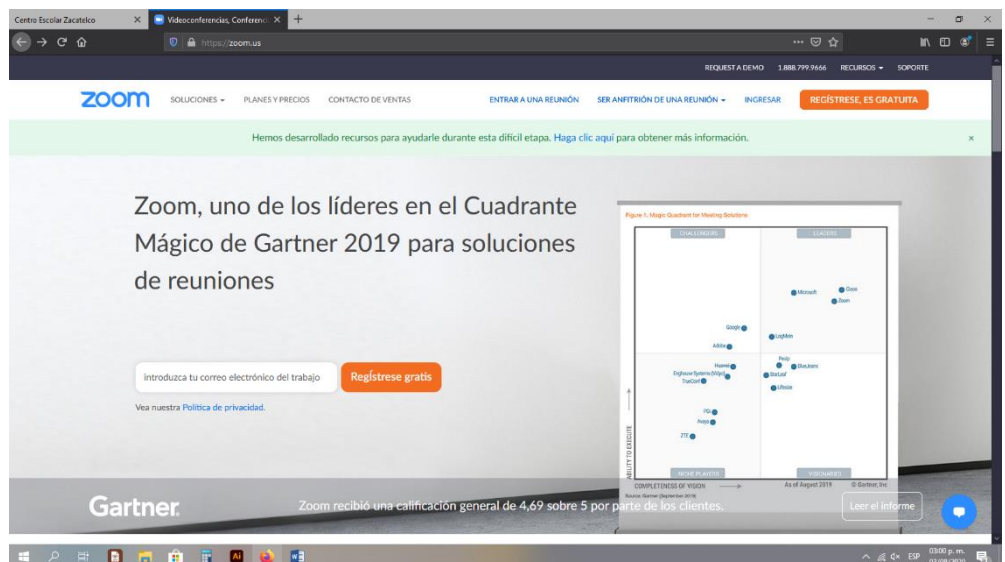 Centro Escolar Zacatelco
Videoconferencias, Conferenci
https://zoom.us
REQUEST A DEMO 1.888.799.9666 RECURSOS SOPORTE
zoom SOLUCIONES PLANES Y PRECIOS CONTACTO DE VENTAS ENTRAR A UNA REUNIÓN SER ANFITRIÓN DE UNA REUNIÓN INGRESAR REGÍSTRESE, ES GRATUITA
Hemos desarrollado recursos para ayudarle durante esta difícil etapa. Haga clic aquí para obtener más información.
Zoom, uno de los líderes en el Cuadrante
Mágico de Gartner 2019 para soluciones
de reuniones
introduzca tu correo electrónico del trabajo Regístrese gratis
Vea nuestra Política de privacidad.
Figure 1. Magic Quadrant for Meeting Solutions
CHALLENGERS LEADERS
Microsoft Cisco
Zoom
Google
LogMeIn
Adobe
Huawei Pexip BlueJeans
Enghouse Systems (Vidyo) StarLeaf
TrueConf Lifesize
PGi
Avaya
ZTE
ABILITY TO EXECUTE
NICHE PLAYERS VISIONARIES
COMPLETENESS OF VISION As of August 2019 © Gartner, Inc
Source: Gartner (September 2019)
Gartner. Zoom recibió una calificación general de 4,69 sobre 5 por parte de los clientes. Leer el informe
ESP 03:00 p. m.
03/08/2020